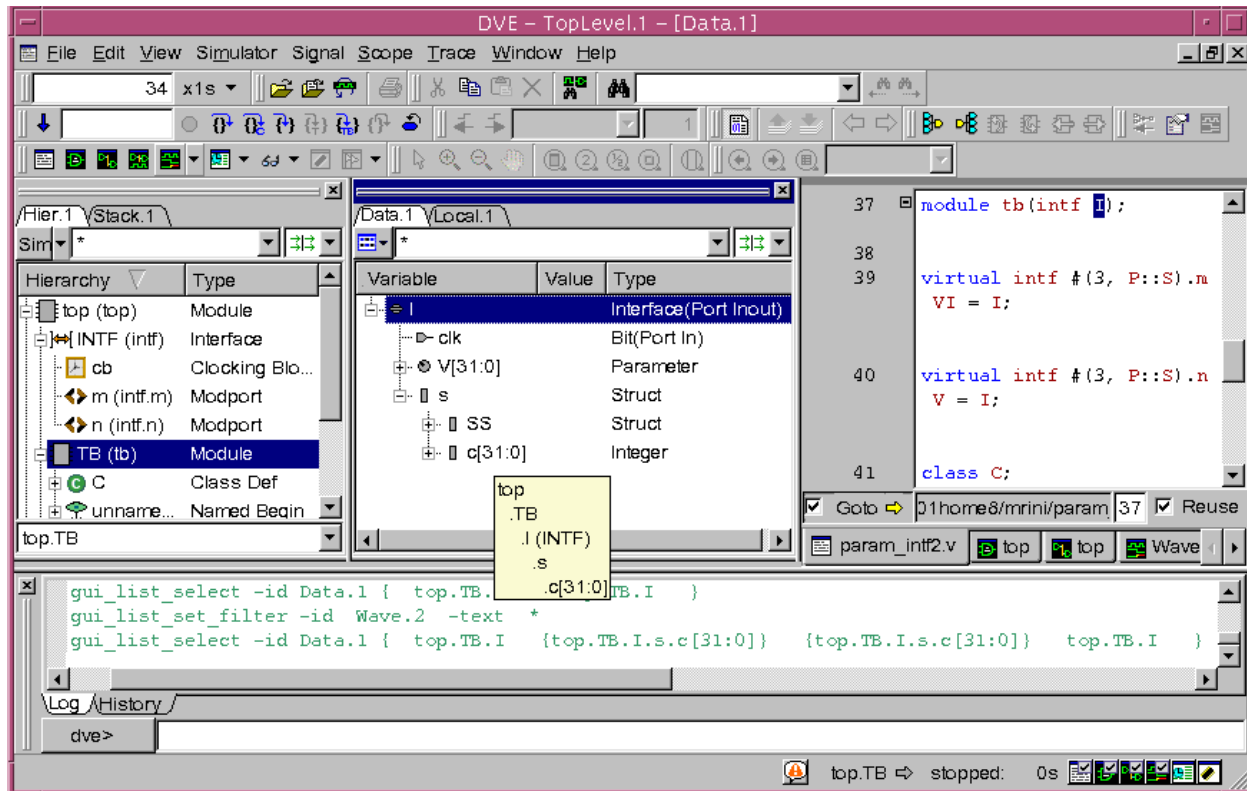 DVE – TopLevel.1 – [Data.1]
File Edit View Simulator Signal Scope Trace Window Help
34 x1s
1
Hier.1 Stack.1
Sim *
Hierarchy Type
top (top) Module
INTF (intf) Interface
cb Clocking Blo...
m (intf.m) Modport
n (intf.n) Modport
TB (tb) Module
C Class Def
unname... Named Begin
top.TB
Data.1 Local.1
*
Variable Value Type
I Interface(Port Inout)
clk Bit(Port In)
V[31:0] Parameter
s Struct
SS Struct
c[31:0] Integer
top
.TB
.I (INTF)
.s
.c[31:0]
37 module tb(intf I);
38
39 virtual intf #(3, P::S).m
VI = I;
40 virtual intf #(3, P::S).n
V = I;
41 class C;
Goto 01home8/mrini/param 37 Reuse
param_intf2.v top top Wave
gui_list_select -id Data.1 { top.TB. TB.I }
gui_list_set_filter -id Wave.2 -text *
gui_list_select -id Data.1 { top.TB.I {top.TB.I.s.c[31:0]} {top.TB.I.s.c[31:0]} top.TB.I }
Log History
dve>
top.TB ⇨ stopped: 0s